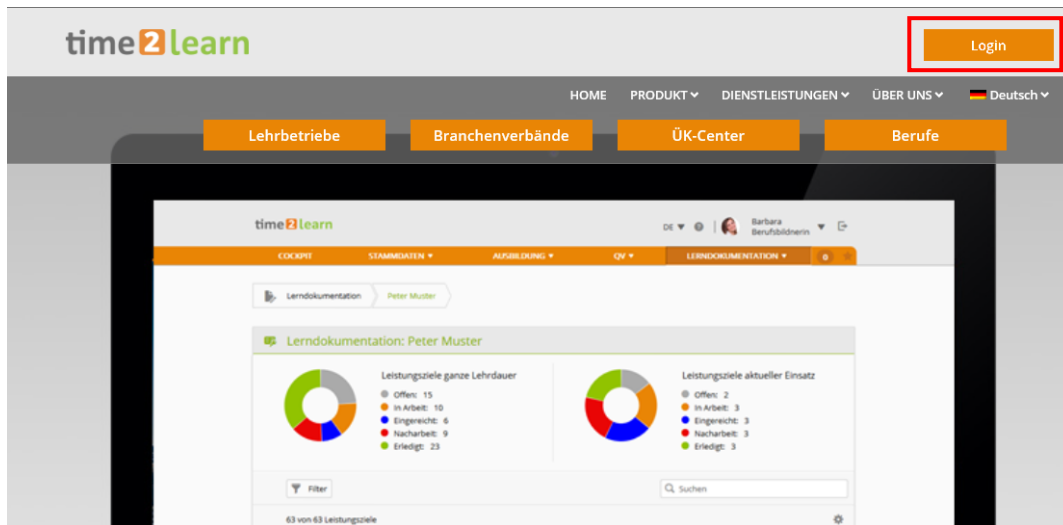 time2learn
Login
HOME PRODUKT DIENSTLEISTUNGEN ÜBER UNS Deutsch
Lehrbetriebe Branchenverbände ÜK-Center Berufe
time2learn
DE Barbara
Berufsbildnerin
COCKPIT STAMMDATEN AUSBILDUNG QV LERNDOKUMENTATION 0
Lerndokumentation Peter Muster
Lerndokumentation: Peter Muster
Leistungsziele ganze Lehrdauer
Offen: 15
In Arbeit: 10
Eingereicht: 6
Nacharbeit: 9
Erledigt: 23
Leistungsziele aktueller Einsatz
Offen: 2
In Arbeit: 3
Eingereicht: 3
Nacharbeit: 3
Erledigt: 3
Filter Suchen
63 von 63 Leistungsziele